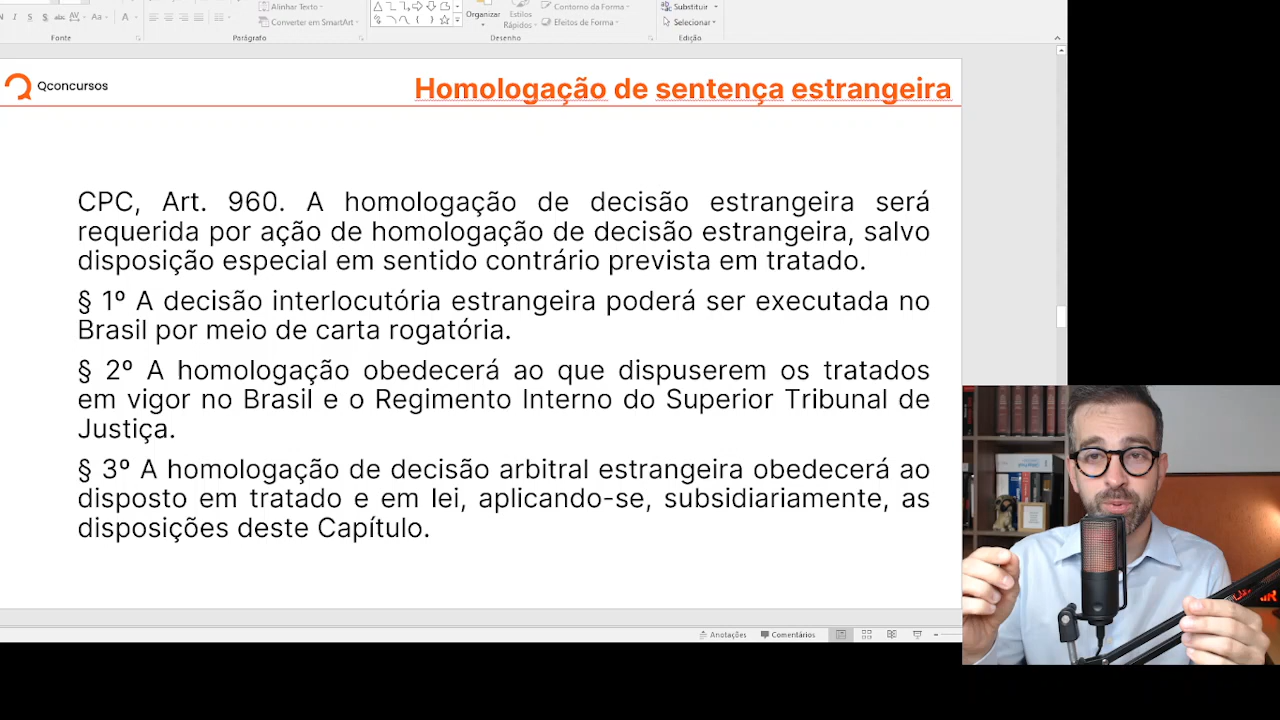 Alinhar Texto
Substituir
Converter em SmartArt
Organizar
Estilos
Rápidos
Contorno da Forma
Efeitos de Forma
Selecionar
Fonte
Parágrafo
Desenho
Edição
Qconcursos
Homologação de sentença estrangeira
CPC, Art. 960. A homologação de decisão estrangeira será
requerida por ação de homologação de decisão estrangeira, salvo
disposição especial em sentido contrário prevista em tratado.
§ 1º A decisão interlocutória estrangeira poderá ser executada no
Brasil por meio de carta rogatória.
§ 2º A homologação obedecerá ao que dispuserem os tratados
em vigor no Brasil e o Regimento Interno do Superior Tribunal de
Justiça.
§ 3º A homologação de decisão arbitral estrangeira obedecerá ao
disposto em tratado e em lei, aplicando-se, subsidiariamente, as
disposições deste Capítulo.
Anotações
Comentários